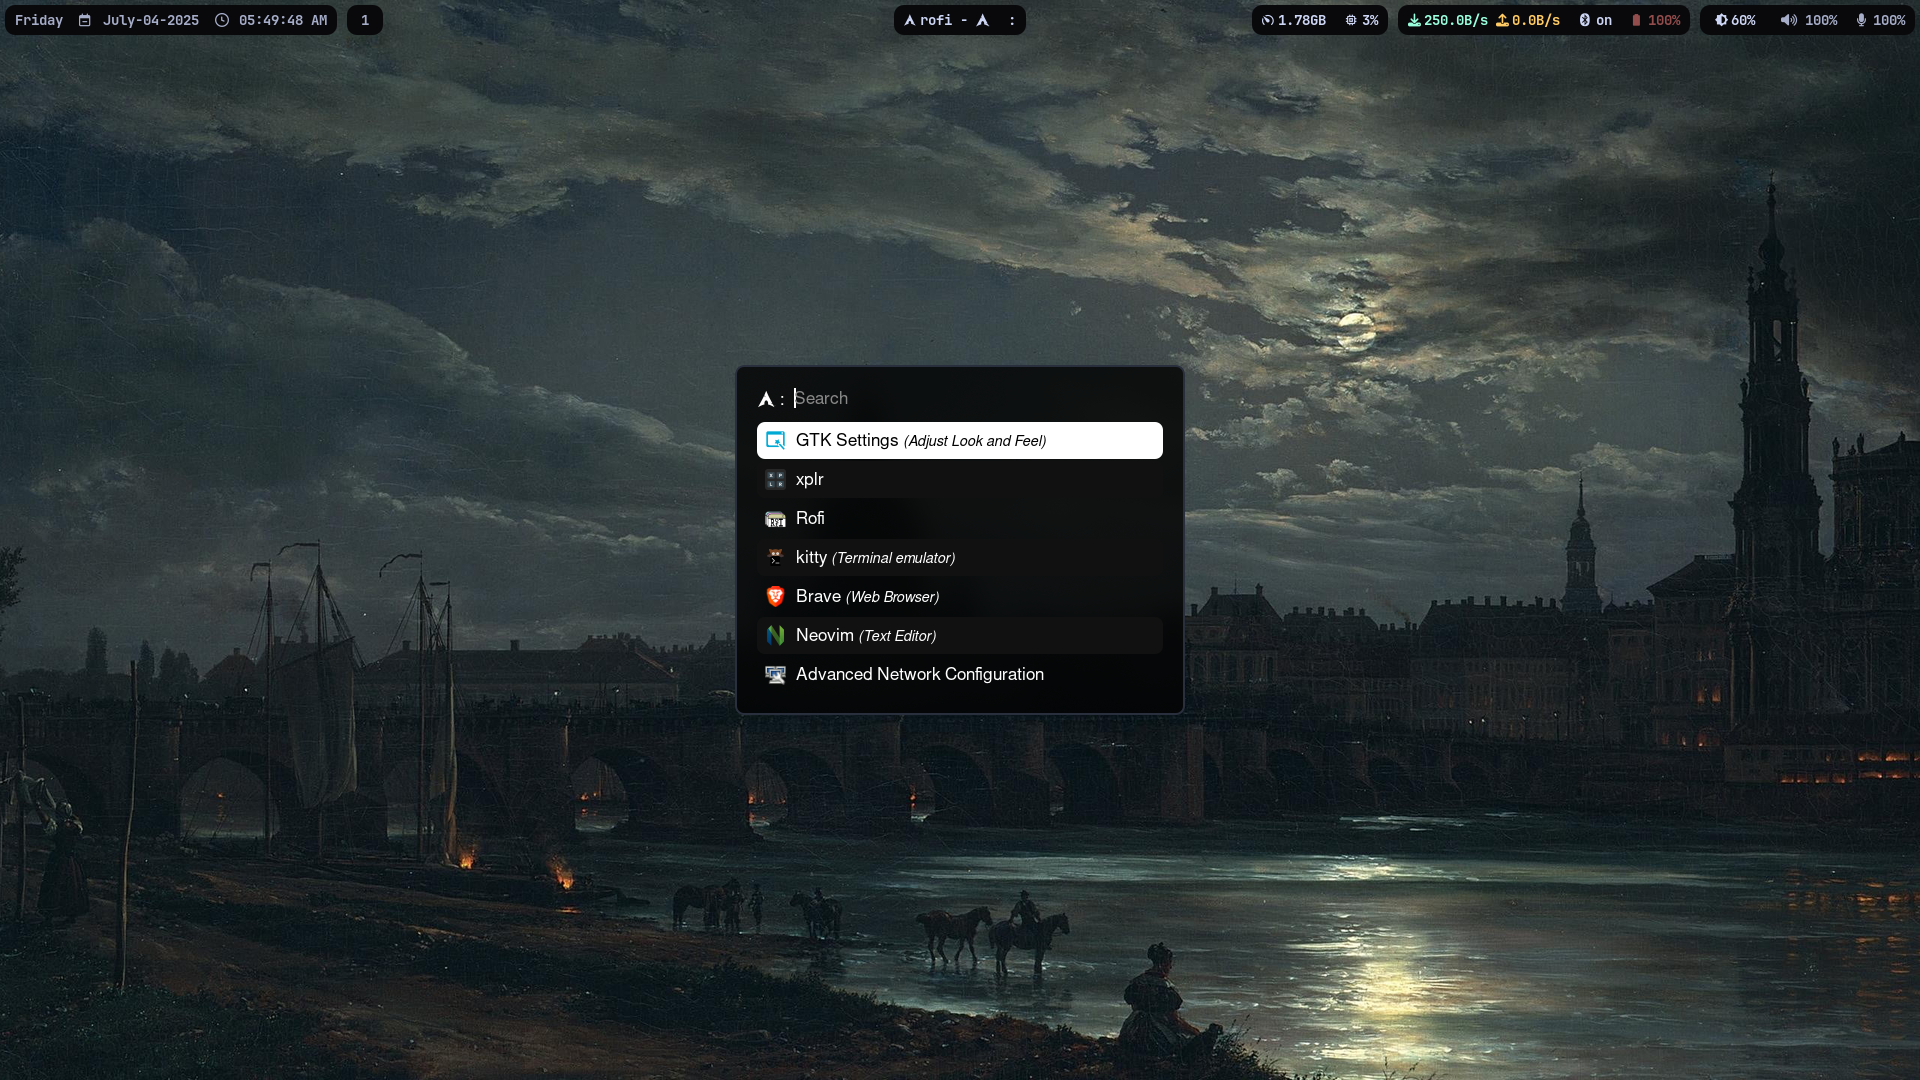 Friday July-04-2025 05:49:48 AM 1 rofi - : 1.78GB 3% 250.0B/s 0.0B/s on 100% 60% 100% 100%
: Search
GTK Settings (Adjust Look and Feel)
xplr
Rofi
kitty (Terminal emulator)
Brave (Web Browser)
Neovim (Text Editor)
Advanced Network Configuration